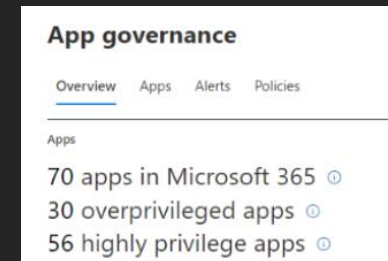 App governance
Overview Apps Alerts Policies
Apps
70 apps in Microsoft 365
30 overprivileged apps
56 highly privilege apps